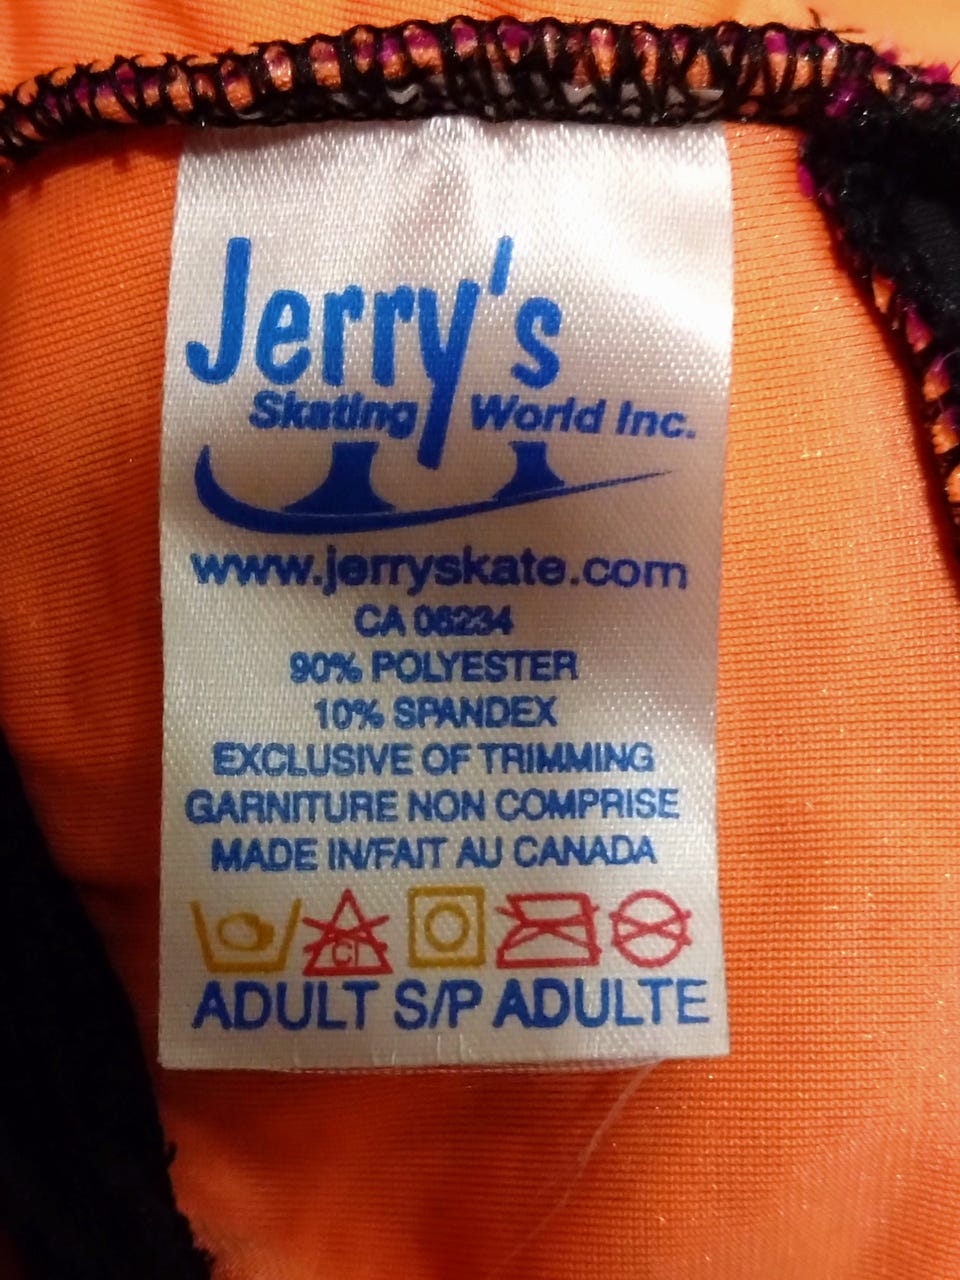 Jerry's
Skating World Inc.
www.jerryskate.com
CA 06234
90% POLYESTER
10% SPANDEX
EXCLUSIVE OF TRIMMING
GARNITURE NON COMPRISE
MADE IN/FAIT AU CANADA
Cl
ADULT S/P ADULTE